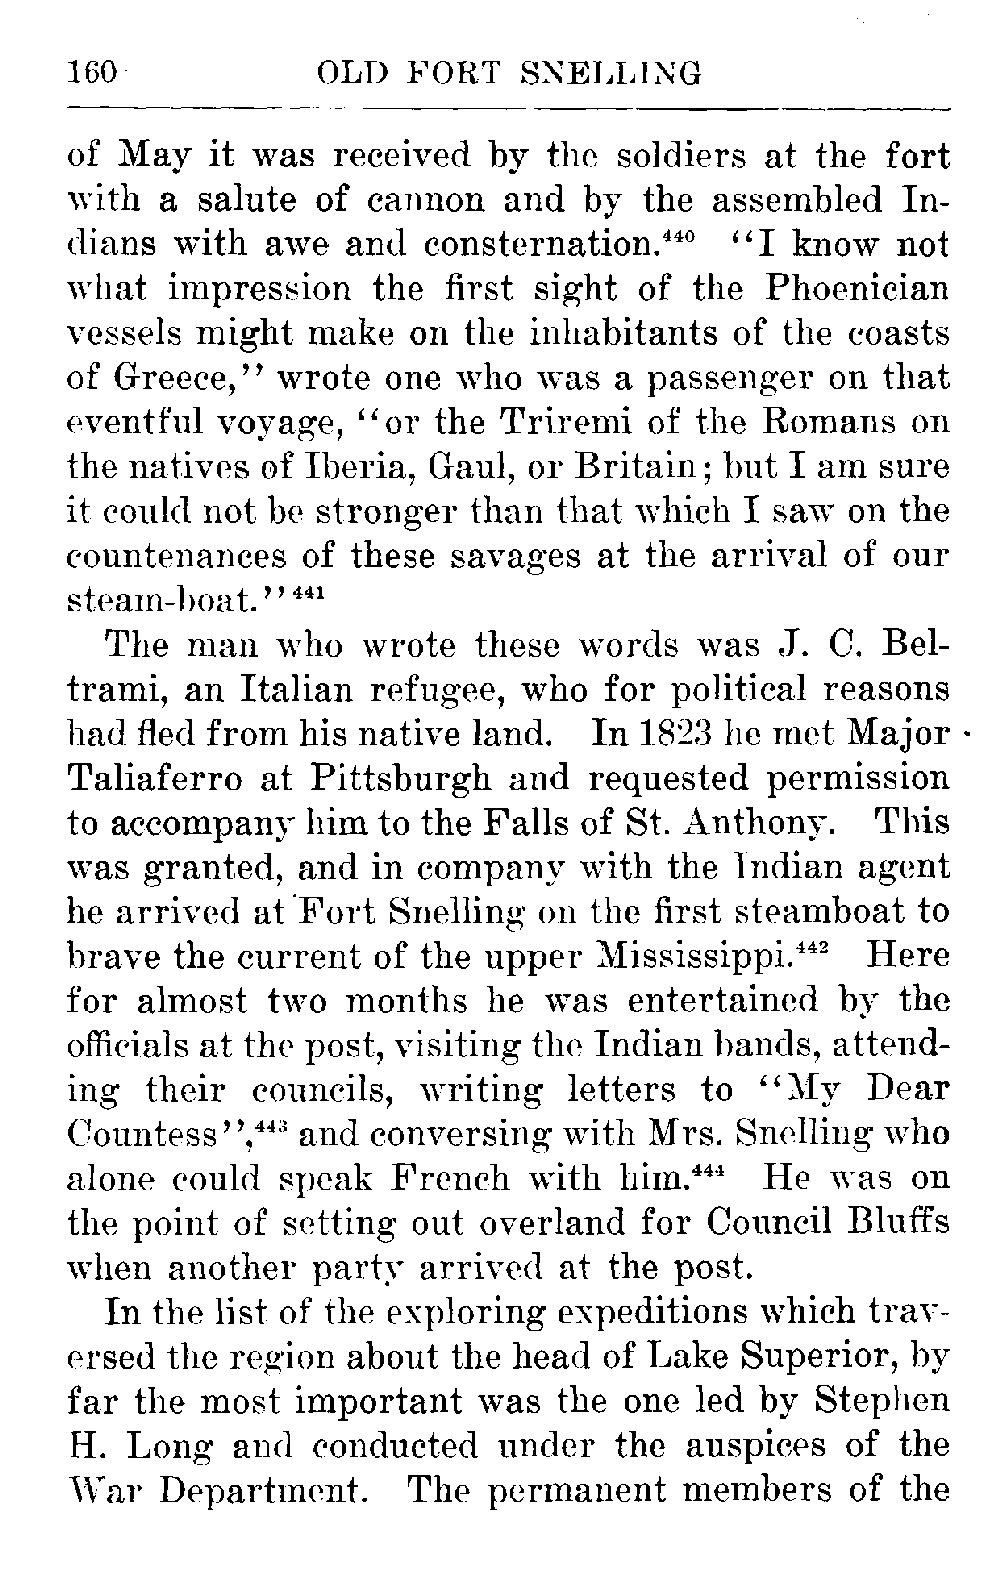 160 OLD FORT SNELLING
of May it was received by the soldiers at the fort
with a salute of cannon and by the assembled In-
dians with awe and consternation.⁴⁴⁰ “I know not
what impression the first sight of the Phoenician
vessels might make on the inhabitants of the coasts
of Greece,” wrote one who was a passenger on that
eventful voyage, “or the Triremi of the Romans on
the natives of Iberia, Gaul, or Britain; but I am sure
it could not be stronger than that which I saw on the
countenances of these savages at the arrival of our
steam-boat.”⁴⁴¹
The man who wrote these words was J. C. Bel-
trami, an Italian refugee, who for political reasons
had fled from his native land. In 1823 he met Major
Taliaferro at Pittsburgh and requested permission
to accompany him to the Falls of St. Anthony. This
was granted, and in company with the Indian agent
he arrived at Fort Snelling on the first steamboat to
brave the current of the upper Mississippi.⁴⁴² Here
for almost two months he was entertained by the
officials at the post, visiting the Indian bands, attend-
ing their councils, writing letters to “My Dear
Countess”,⁴⁴³ and conversing with Mrs. Snelling who
alone could speak French with him.⁴⁴⁴ He was on
the point of setting out overland for Council Bluffs
when another party arrived at the post.
In the list of the exploring expeditions which trav-
ersed the region about the head of Lake Superior, by
far the most important was the one led by Stephen
H. Long and conducted under the auspices of the
War Department. The permanent members of the